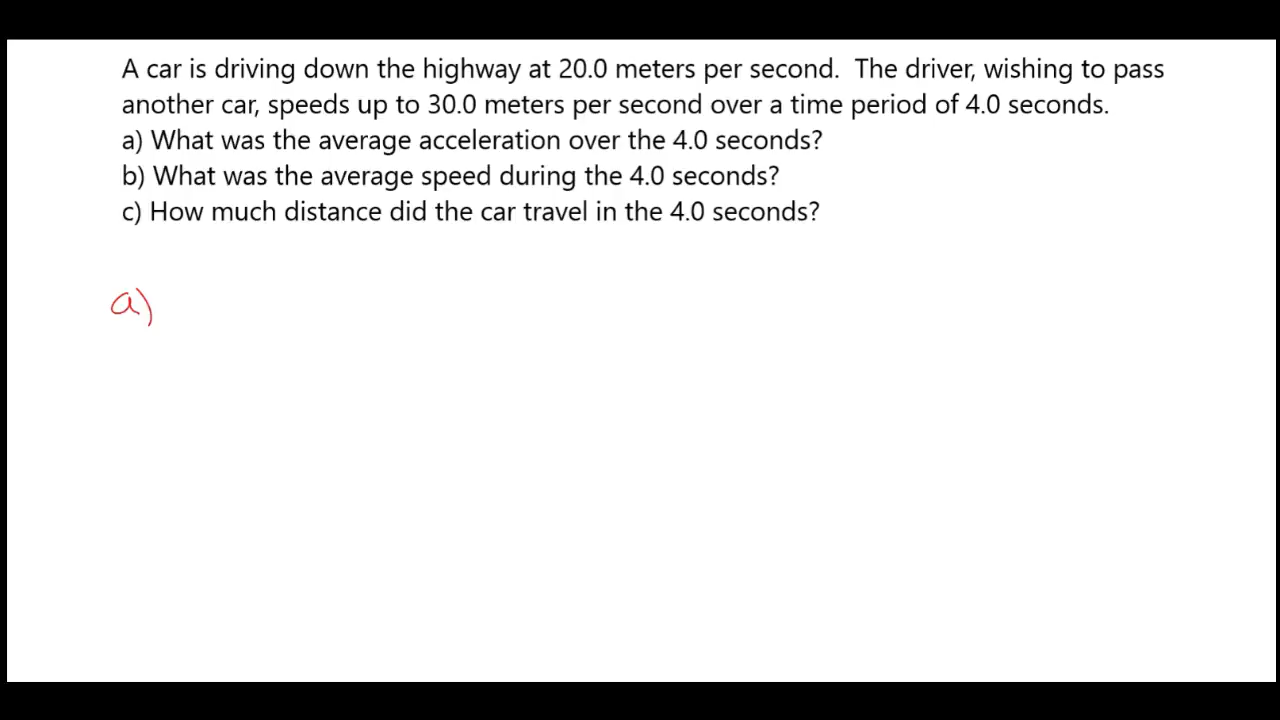 A car is driving down the highway at 20.0 meters per second.  The driver, wishing to pass
another car, speeds up to 30.0 meters per second over a time period of 4.0 seconds.
a) What was the average acceleration over the 4.0 seconds?
b) What was the average speed during the 4.0 seconds?
c) How much distance did the car travel in the 4.0 seconds?
a)